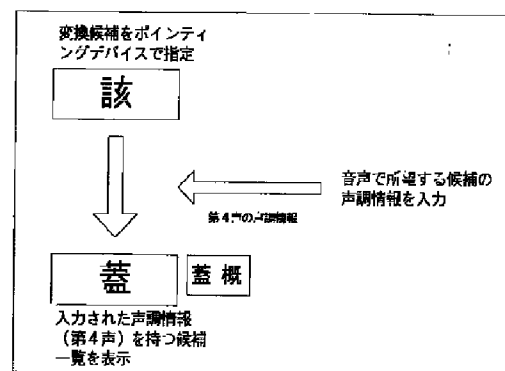 変換候補をポインティ
ングデバイスで指定
該
音声で所望する候補の
声調情報を入力
第4声の声調情報
蓋
蓋概
入力された声調情報
(第4声)を持つ候補
一覧を表示